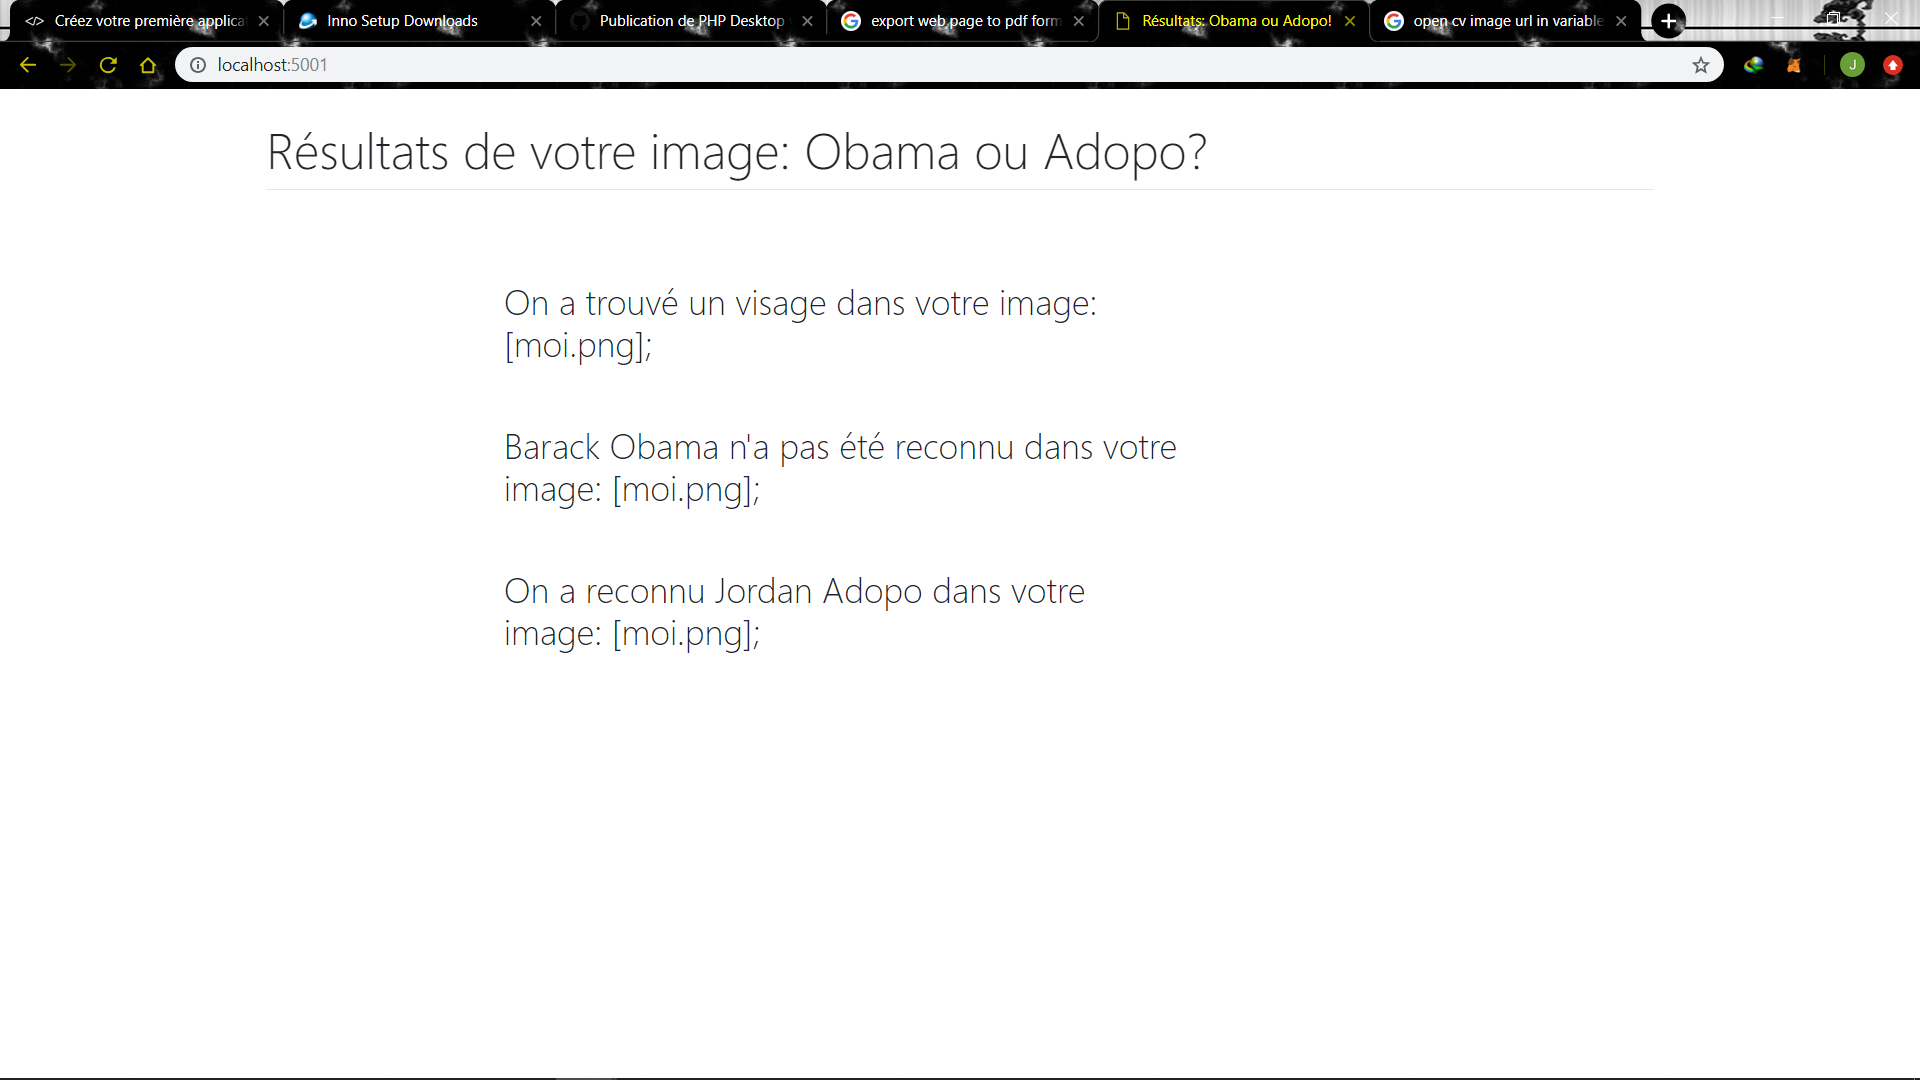 Créez votre première applica
Inno Setup Downloads
Publication de PHP Desktop
export web page to pdf form
Résultats: Obama ou Adopo!
open cv image url in variable
localhost:5001
J
Résultats de votre image: Obama ou Adopo?
On a trouvé un visage dans votre image:
[moi.png];
Barack Obama n'a pas été reconnu dans votre
image: [moi.png];
On a reconnu Jordan Adopo dans votre
image: [moi.png];